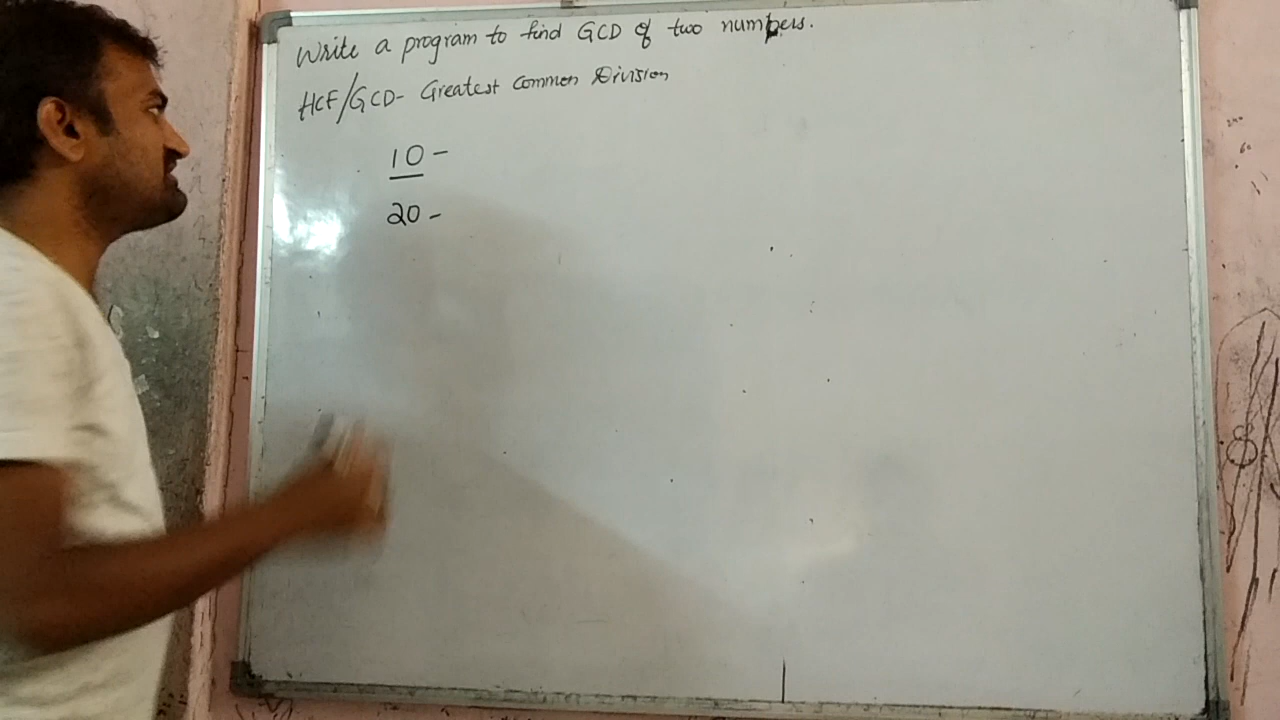 Write a program to find GCD of two numbers.
HCF/GCD- Greatest Common Division
10 -
20 -